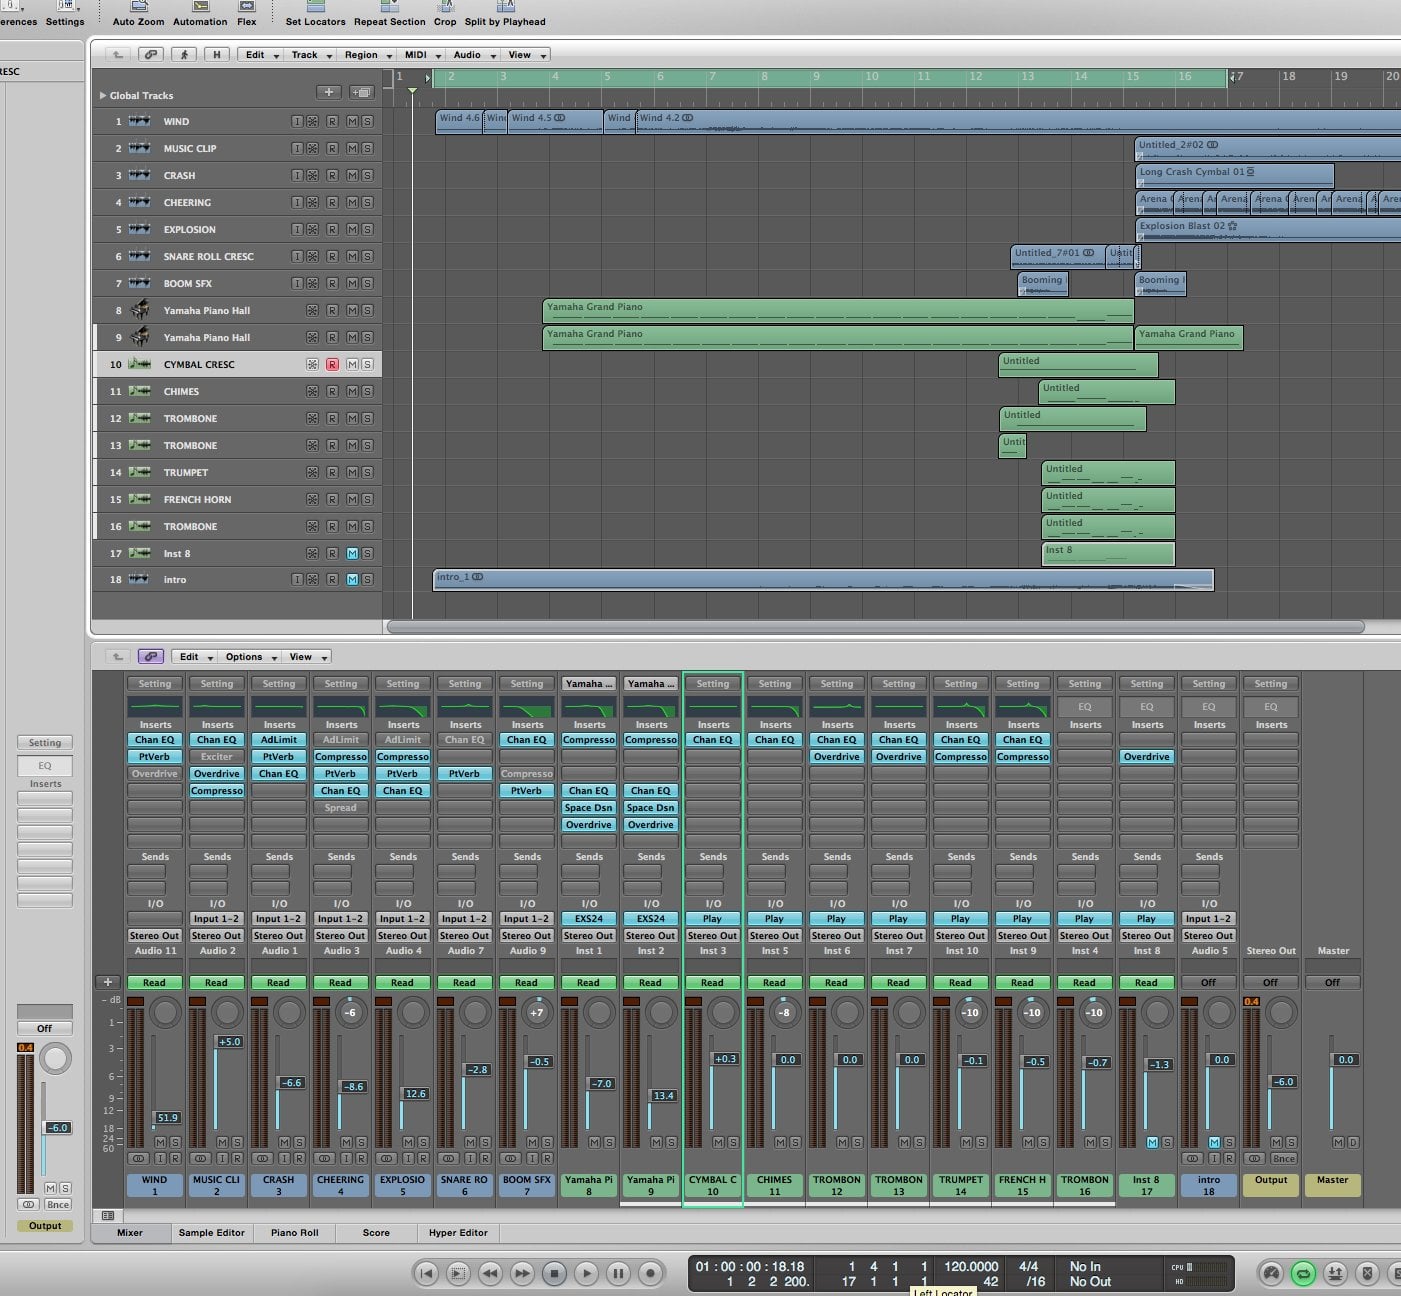 erences Settings Auto Zoom Automation Flex Set Locators Repeat Section Crop Split by Playhead
RESC
H Edit Track Region MIDI Audio View
1 2 3 4 5 6 7 8 9 10 11 12 13 14 15 16 17 18 19 20
Global Tracks
1 WIND I R M S Wind 4.6 Wind 4.5 Wind Wind 4.2
2 MUSIC CLIP I R M S Untitled_2#02
3 CRASH I R M S Long Crash Cymbal 01
4 CHEERING I R M S Arena Arena Ar Arena Arena Aren Ar Arena A Aren
5 EXPLOSION I R M S Explosion Blast 02
6 SNARE ROLL CRESC I R M S Untitled_7#01 Untit
7 BOOM SFX I R M S Booming Booming
8 Yamaha Piano Hall R M S Yamaha Grand Piano
9 Yamaha Piano Hall R M S Yamaha Grand Piano Yamaha Grand Piano
10 CYMBAL CRESC R M S Untitled
11 CHIMES R M S Untitled
12 TROMBONE R M S Untitled
13 TROMBONE R M S Untit
14 TRUMPET R M S Untitled
15 FRENCH HORN R M S Untitled
16 TROMBONE R M S Untitled
17 Inst 8 R M S Inst 8
18 intro I R M S intro_1
Edit Options View
Setting Setting Setting Setting Setting Setting Setting Yamaha ... Yamaha ... Setting Setting Setting Setting Setting Setting Setting Setting Setting Setting
EQ EQ EQ EQ
Inserts Inserts Inserts Inserts Inserts Inserts Inserts Inserts Inserts Inserts Inserts Inserts Inserts Inserts Inserts Inserts Inserts Inserts Inserts
Setting Chan EQ Chan EQ AdLimit AdLimit AdLimit Chan EQ Chan EQ Compresso Compresso Chan EQ Chan EQ Chan EQ Chan EQ Chan EQ Chan EQ
EQ PtVerb Exciter PtVerb Compresso Compresso Overdrive Overdrive Compresso Compresso Overdrive
Inserts Overdrive Overdrive Chan EQ PtVerb PtVerb PtVerb Compresso
Compresso Chan EQ Chan EQ PtVerb Chan EQ Chan EQ
Spread Space Dsn Space Dsn
Overdrive Overdrive
Sends Sends Sends Sends Sends Sends Sends Sends Sends Sends Sends Sends Sends Sends Sends Sends Sends Sends
I/O I/O I/O I/O I/O I/O I/O I/O I/O I/O I/O I/O I/O I/O I/O I/O I/O I/O
Input 1-2 Input 1-2 Input 1-2 Input 1-2 Input 1-2 Input 1-2 EXS24 EXS24 Play Play Play Play Play Play Play Play Input 1-2
Stereo Out Stereo Out Stereo Out Stereo Out Stereo Out Stereo Out Stereo Out Stereo Out Stereo Out Stereo Out Stereo Out Stereo Out Stereo Out Stereo Out Stereo Out Stereo Out Stereo Out Stereo Out
Audio 11 Audio 2 Audio 1 Audio 3 Audio 4 Audio 7 Audio 9 Inst 1 Inst 2 Inst 3 Inst 5 Inst 6 Inst 7 Inst 10 Inst 9 Inst 4 Inst 8 Audio 5 Stereo Out Master
Read Read Read Read Read Read Read Read Read Read Read Read Read Read Read Read Read Off Off Off
dB 0.4
-6 +7 -8 -10 -10 -10
Off
0.4
1 3 6 9 12 18 24 60
51.9 +5.0 -6.6 -8.6 12.6 -2.8 -0.5 -7.0 13.4 +0.3 0.0 0.0 0.0 -0.1 -0.5 -0.7 -1.3 0.0 -6.0 0.0
-6.0
M S M S M S M S M S M S M S M S M S M S M S M S M S M S M S M S M S M S M S M D
I R I R I R I R I R I R I R I R Bnce
M S
Bnce
WIND MUSIC CLI CRASH CHEERING EXPLOSIO SNARE RO BOOM SFX Yamaha Pi Yamaha Pi CYMBAL C CHIMES TROMBON TROMBON TRUMPET FRENCH H TROMBON Inst 8 intro Output Master
1 2 3 4 5 6 7 8 9 10 11 12 13 14 15 16 17 18
Output
Mixer Sample Editor Piano Roll Score Hyper Editor
01 : 00 : 00 : 18.18 1 4 1 1 120.0000 4/4 No In CPU
1 2 2 200. 17 1 1 1 42 /16 No Out HD
Left Locator